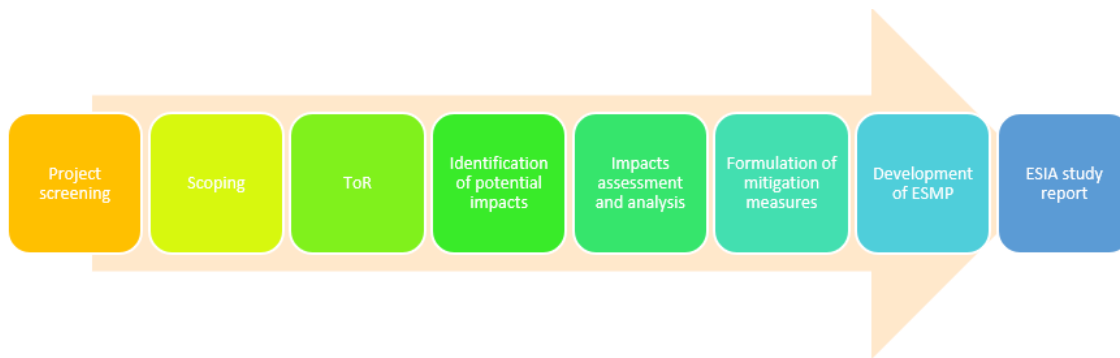 Project
screening
Scoping
ToR
Identification
of potential
impacts
Impacts
assessment
and analysis
Formulation of
mitigation
measures
Development
of ESMP
ESIA study
report